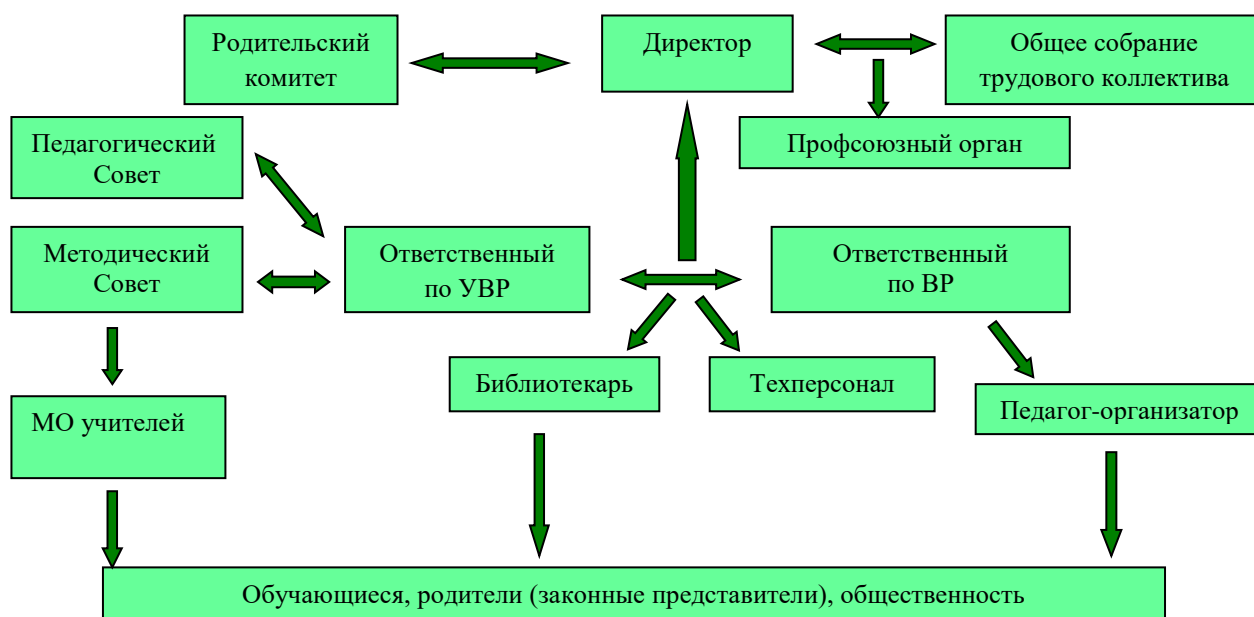 Родительский
комитет
Директор
Общее собрание
трудового коллектива
Педагогический
Совет
Профсоюзный орган
Методический
Совет
Ответственный
по УВР
Ответственный
по ВР
Библиотекарь
Техперсонал
МО учителей
Педагог-организатор
Обучающиеся, родители (законные представители), общественность